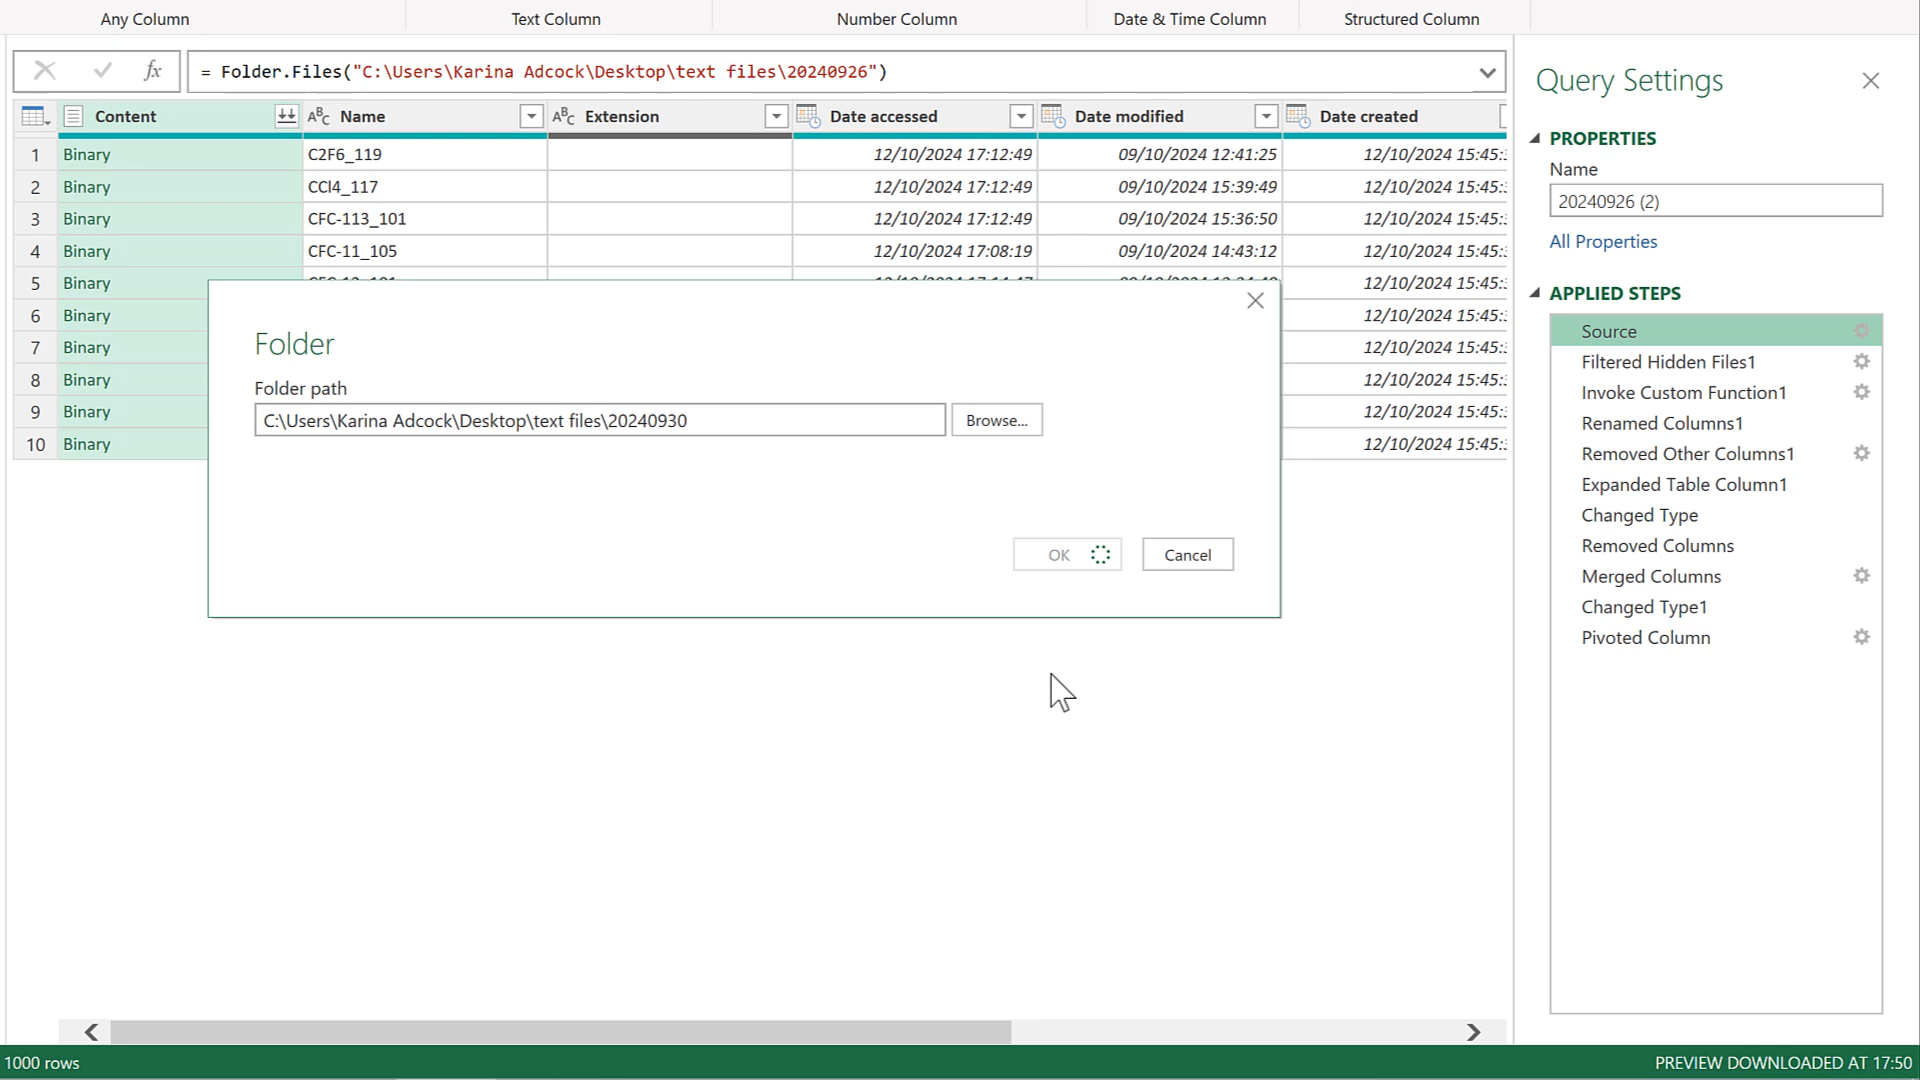 Any Column Text Column Number Column Date & Time Column Structured Column
fx = Folder.Files("C:\Users\Karina Adcock\Desktop\text files\20240926")
Query Settings
Content ABC Name ABC Extension Date accessed Date modified Date created
1 Binary C2F6_119 12/10/2024 17:12:49 09/10/2024 12:41:25 12/10/2024 15:45:
2 Binary CCl4_117 12/10/2024 17:12:49 09/10/2024 15:39:49 12/10/2024 15:45:
3 Binary CFC-113_101 12/10/2024 17:12:49 09/10/2024 15:36:50 12/10/2024 15:45:
4 Binary CFC-11_105 12/10/2024 17:08:19 09/10/2024 14:43:12 12/10/2024 15:45:
5 Binary 12/10/2024 15:45:
6 Binary 12/10/2024 15:45:
7 Binary 12/10/2024 15:45:
8 Binary 12/10/2024 15:45:
9 Binary 12/10/2024 15:45:
10 Binary 12/10/2024 15:45:
Folder
Folder path
C:\Users\Karina Adcock\Desktop\text files\20240930 Browse...
OK Cancel
PROPERTIES
Name
20240926 (2)
All Properties
APPLIED STEPS
Source
Filtered Hidden Files1
Invoke Custom Function1
Renamed Columns1
Removed Other Columns1
Expanded Table Column1
Changed Type
Removed Columns
Merged Columns
Changed Type1
Pivoted Column
1000 rows PREVIEW DOWNLOADED AT 17:50